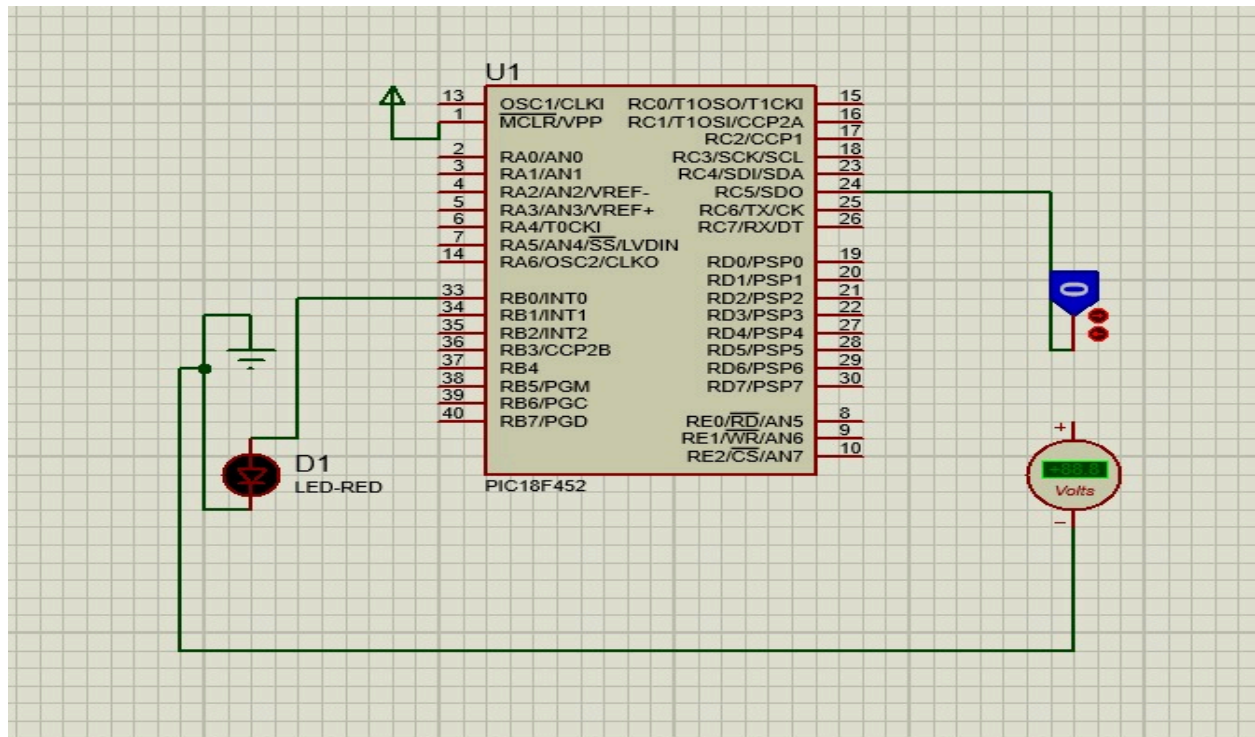 U1
13 OSC1/CLKI RC0/T1OSO/T1CKI 15
1 MCLR/VPP RC1/T1OSI/CCP2A 16
RC2/CCP1 17
2 RA0/AN0 RC3/SCK/SCL 18
3 RA1/AN1 RC4/SDI/SDA 23
4 RA2/AN2/VREF- RC5/SDO 24
5 RA3/AN3/VREF+ RC6/TX/CK 25
6 RA4/T0CKI RC7/RX/DT 26
7 RA5/AN4/SS/LVDIN
14 RA6/OSC2/CLKO RD0/PSP0 19
RD1/PSP1 20
33 RB0/INT0 RD2/PSP2 21
34 RB1/INT1 RD3/PSP3 22
35 RB2/INT2 RD4/PSP4 27
36 RB3/CCP2B RD5/PSP5 28
37 RB4 RD6/PSP6 29
38 RB5/PGM RD7/PSP7 30
39 RB6/PGC
40 RB7/PGD RE0/RD/AN5 8
RE1/WR/AN6 9
RE2/CS/AN7 10
PIC18F452
0
D1
LED-RED
+
+88.8
Volts
−